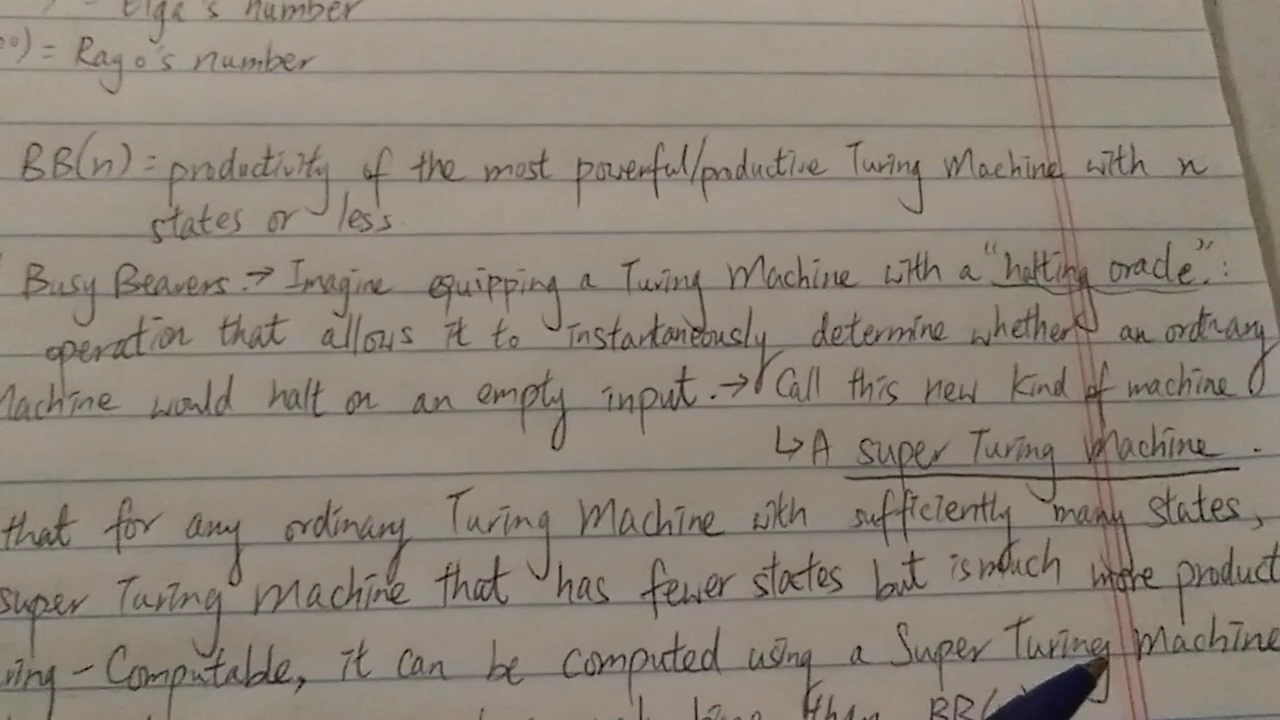 = Elga's number
) = Rago's number
BB(n) = productivity of the most powerful/productive Turing Machine with n
states or less
Busy Beavers → Imagine equipping a Turing Machine with a "halting oracle":
operation that allows it to instantaneously determine whether an ordinary
Machine would halt on an empty input. → Call this new kind of machine
↳ A super Turing Machine.
that for any ordinary Turing Machine with sufficiently many states,
super Turing machine that has fewer states but is much more product
ing-Computable, it can be computed using a Super Turing Machine
than BB(